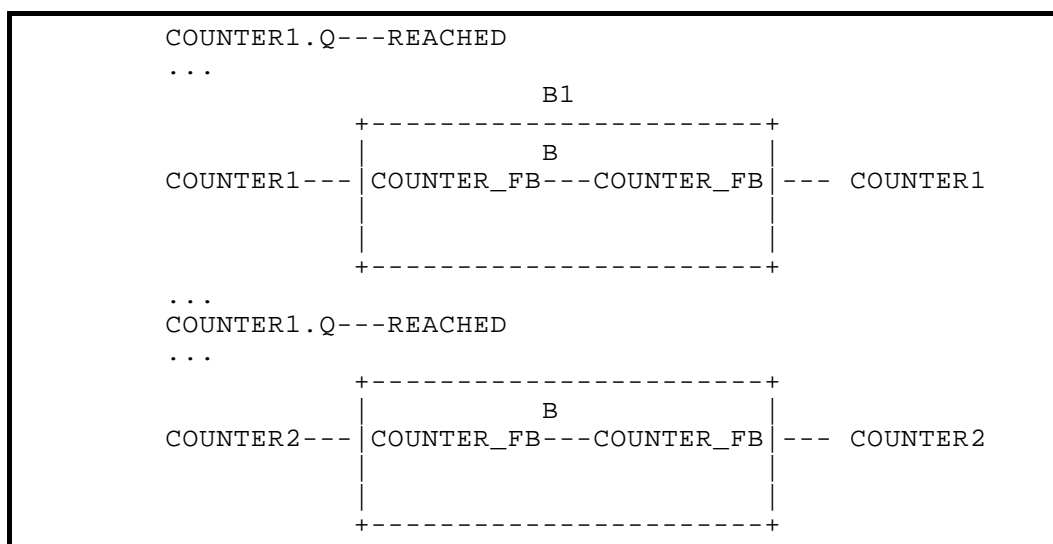 COUNTER1.Q---REACHED
...
B1
+-----------------------+
| B |
COUNTER1---|COUNTER_FB---COUNTER_FB|--- COUNTER1
| |
| |
+-----------------------+
...
COUNTER1.Q---REACHED
...
+-----------------------+
| B |
COUNTER2---|COUNTER_FB---COUNTER_FB|--- COUNTER2
| |
| |
+-----------------------+